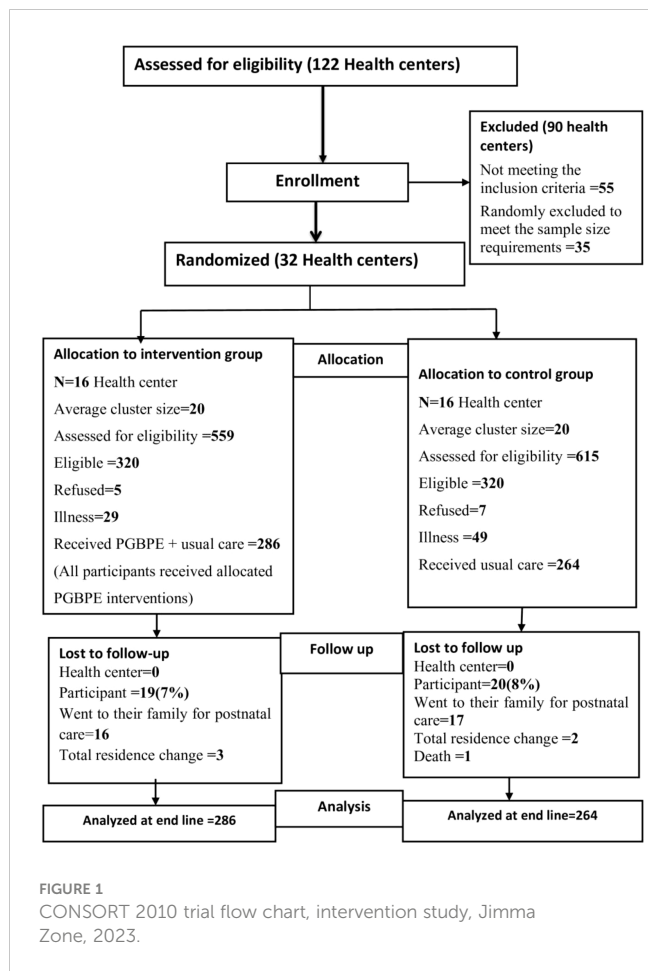 Assessed for eligibility (122 Health centers)
Excluded (90 health
centers)
Not meeting the
inclusion criteria =55
Randomly excluded to
meet the sample size
requirements =35
Enrollment
Randomized (32 Health centers)
Allocation to intervention group
N=16 Health center
Average cluster size=20
Assessed for eligibility =559
Eligible =320
Refused=5
Illness=29
Received PGBPE + usual care =286
(All participants received allocated
PGBPE interventions)
Allocation
Allocation to control group
N=16 Health center
Average cluster size=20
Assessed for eligibility =615
Eligible =320
Refused=7
Illness =49
Received usual care =264
Lost to follow-up
Health center=0
Participant =19(7%)
Went to their family for postnatal
care=16
Total residence change =3
Follow up
Lost to follow up
Health center=0
Participant=20(8%)
Went to their family for postnatal
care=17
Total residence change =2
Death =1
Analyzed at end line =286
Analysis
Analyzed at end line=264
FIGURE 1
CONSORT 2010 trial flow chart, intervention study, Jimma
Zone, 2023.